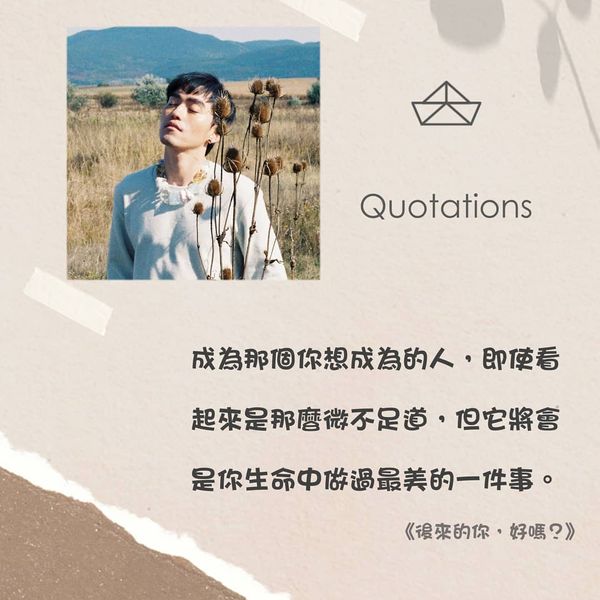 Quotations
成為那個你想成為的人，即使看
起來是那麼微不足道，但它將會
是你生命中做過最美的一件事。
《後來的你，好嗎？》